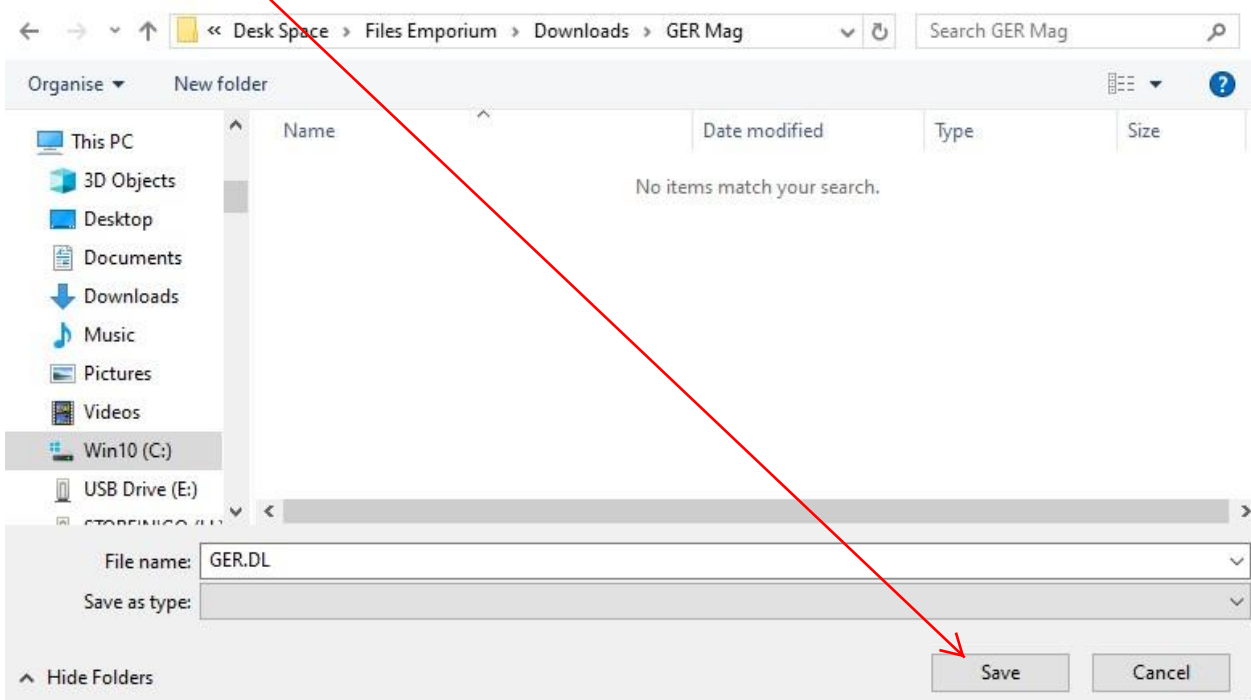 « Desk Space › Files Emporium › Downloads › GER Mag Search GER Mag
Organise New folder
Name Date modified Type Size
No items match your search.
This PC
3D Objects
Desktop
Documents
Downloads
Music
Pictures
Videos
Win10 (C:)
USB Drive (E:)
File name: GER.DL
Save as type:
Hide Folders Save Cancel